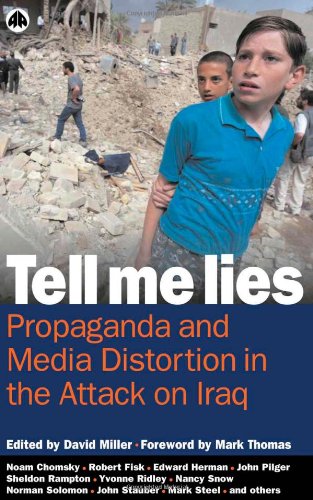 Tell me lies
Propaganda and
Media Distortion in
the Attack on Iraq
Edited by David Miller • Foreword by Mark Thomas
Noam Chomsky • Robert Fisk • Edward Herman • John Pilger
Sheldon Rampton • Yvonne Ridley • Nancy Snow
Norman Solomon • John Stauber • Mark Steel • and others